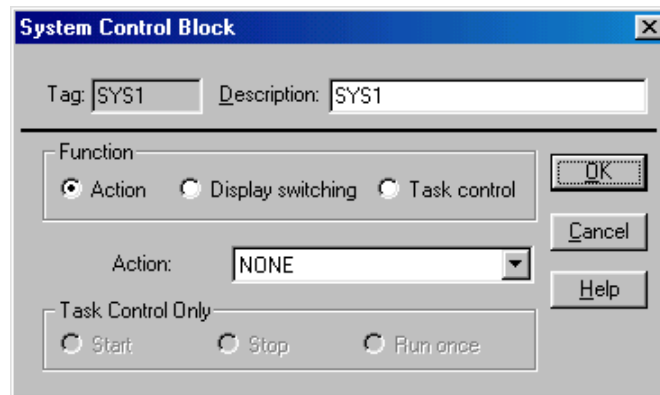 System Control Block
Tag: SYS1 Description: SYS1
Function
Action Display switching Task control
OK
Cancel
Action: NONE
Help
Task Control Only
Start Stop Run once